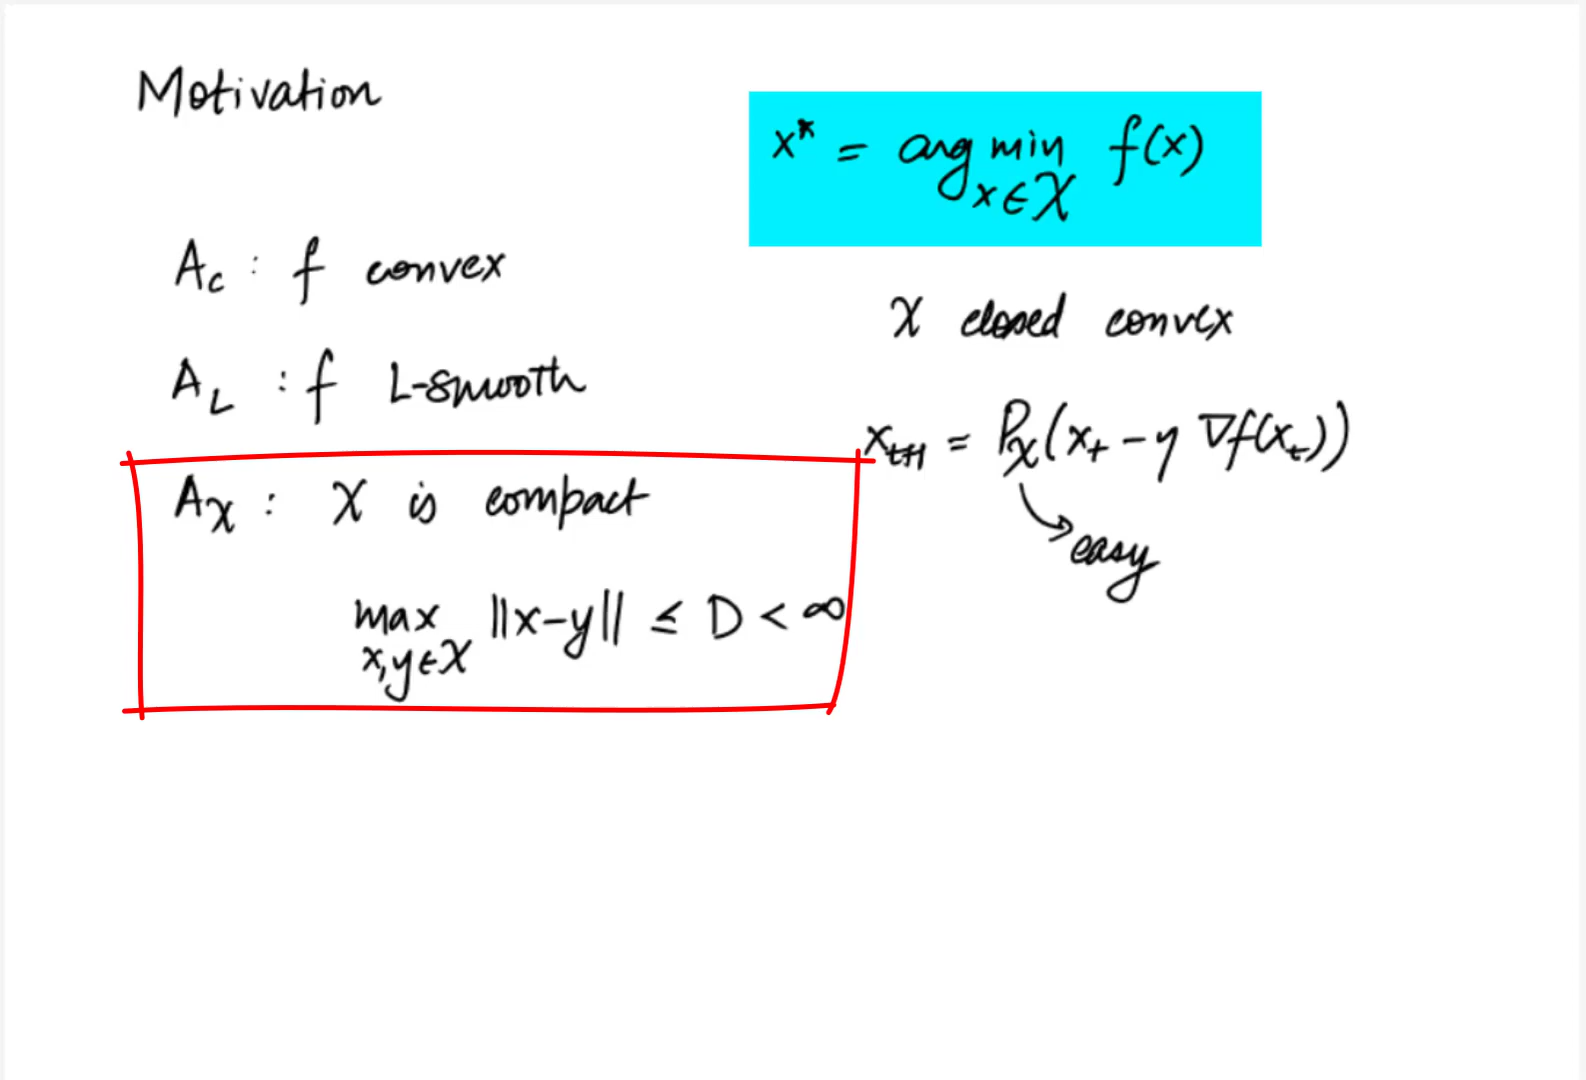 Motivation
x* = arg min f(x)
x ∈ X
A_c : f convex
X closed convex
A_L : f L-smooth
x_{t+1} = P_X(x_t − η ∇f(x_t))
easy
A_X : X is compact
max ||x−y|| ≤ D < ∞
x,y ∈ X